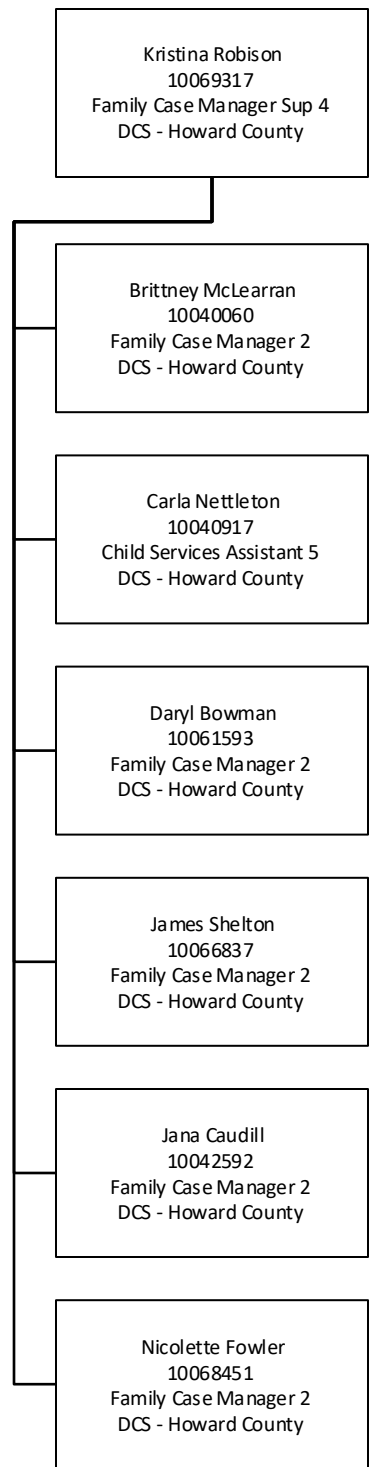 Kristina Robison
10069317
Family Case Manager Sup 4
DCS - Howard County
Brittney McLearran
10040060
Family Case Manager 2
DCS - Howard County
Carla Nettleton
10040917
Child Services Assistant 5
DCS - Howard County
Daryl Bowman
10061593
Family Case Manager 2
DCS - Howard County
James Shelton
10066837
Family Case Manager 2
DCS - Howard County
Jana Caudill
10042592
Family Case Manager 2
DCS - Howard County
Nicolette Fowler
10068451
Family Case Manager 2
DCS - Howard County